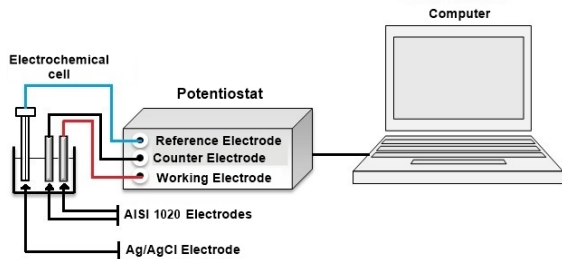 Computer
Electrochemical
cell
Potentiostat
Reference Electrode
Counter Electrode
Working Electrode
AISI 1020 Electrodes
Ag/AgCl Electrode